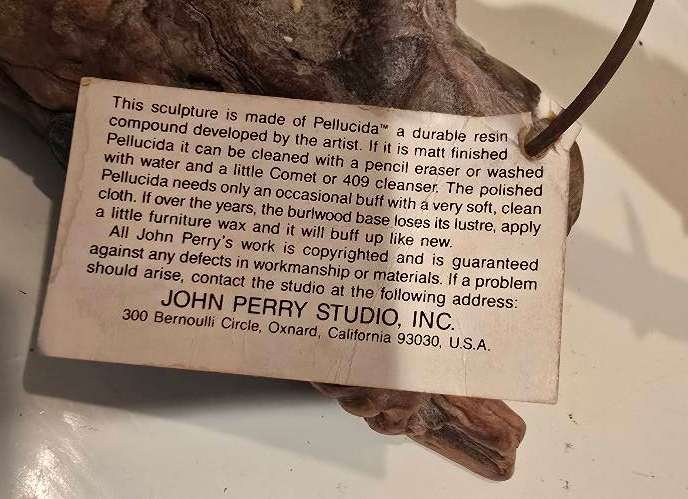 This sculpture is made of Pellucida™ a durable resin
compound developed by the artist. If it is matt finished
Pellucida it can be cleaned with a pencil eraser or washed
with water and a little Comet or 409 cleanser. The polished
Pellucida needs only an occasional buff with a very soft, clean
cloth. If over the years, the burlwood base loses its lustre, apply
a little furniture wax and it will buff up like new.
All John Perry's work is copyrighted and is guaranteed
against any defects in workmanship or materials. If a problem
should arise, contact the studio at the following address:
JOHN PERRY STUDIO, INC.
300 Bernoulli Circle, Oxnard, California 93030, U.S.A.